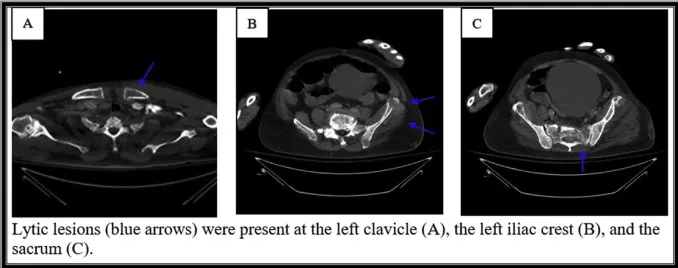 A
B
C
Lytic lesions (blue arrows) were present at the left clavicle (A), the left iliac crest (B), and the
sacrum (C).